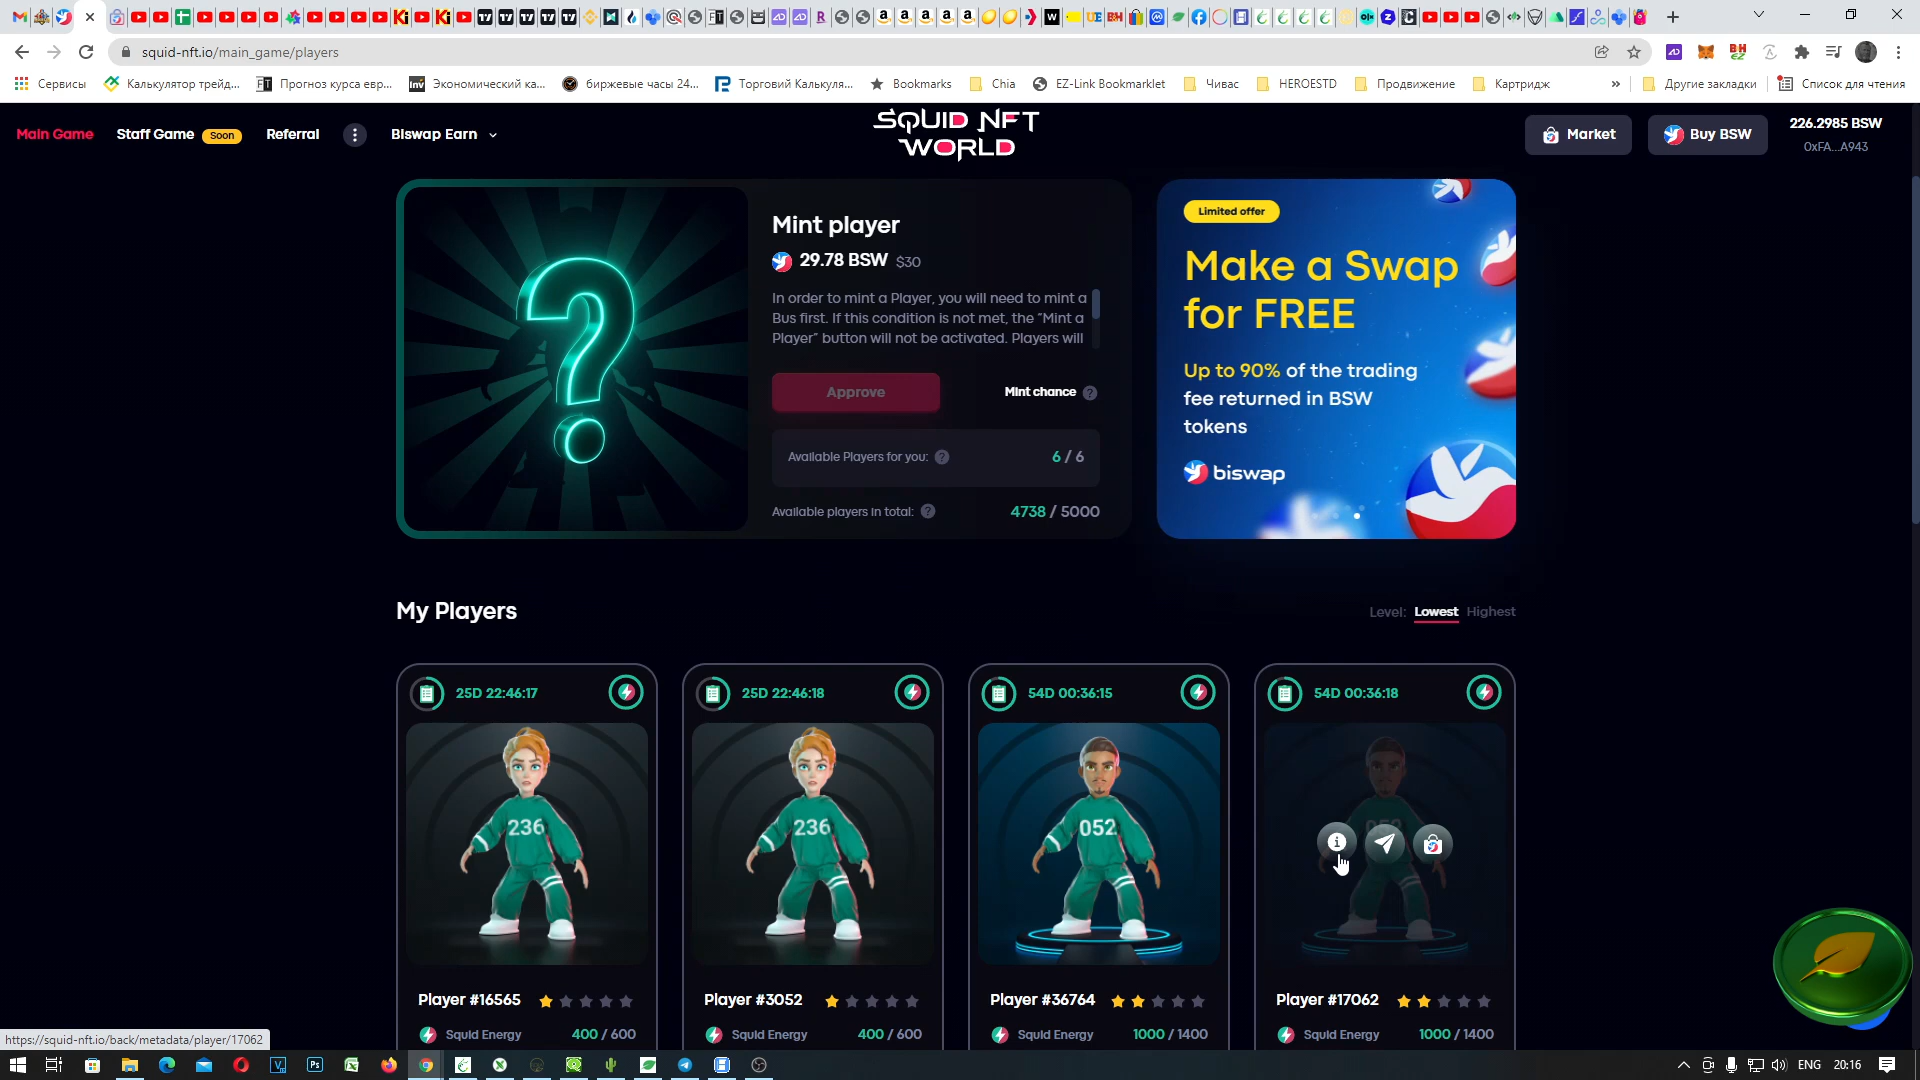 squid-nft.io/main_game/players
Сервисы
Калькулятор трейд...
Прогноз курса евр...
Экономический ка...
биржевые часы 24...
Торговий Калькуля...
Bookmarks
Chia
EZ-Link Bookmarklet
Чивас
HEROESTD
Продвижение
Картридж
»
Другие закладки
Список для чтения
Main Game
Staff Game Soon
Referral
Biswap Earn
SQUID NFT
WORLD
Market
Buy BSW
226.2985 BSW
0xFA...A943
Mint player
29.78 BSW $30
In order to mint a Player, you will need to mint a
Bus first. If this condition is not met, the "Mint a
Player" button will not be activated. Players will
Approve
Mint chance ?
Available Players for you: ? 6 / 6
Available players in total: ? 4738 / 5000
Limited offer
Make a Swap
for FREE
Up to 90% of the trading
fee returned in BSW
tokens
biswap
My Players
Level: Lowest Highest
25D 22:46:17
25D 22:46:18
54D 00:36:15
54D 00:36:18
236
236
052
Player #16565
Player #3052
Player #36764
Player #17062
Squid Energy 400 / 600
Squid Energy 400 / 600
Squid Energy 1000 / 1400
Squid Energy 1000 / 1400
https://squid-nft.io/back/metadata/player/17062
ENG
20:16